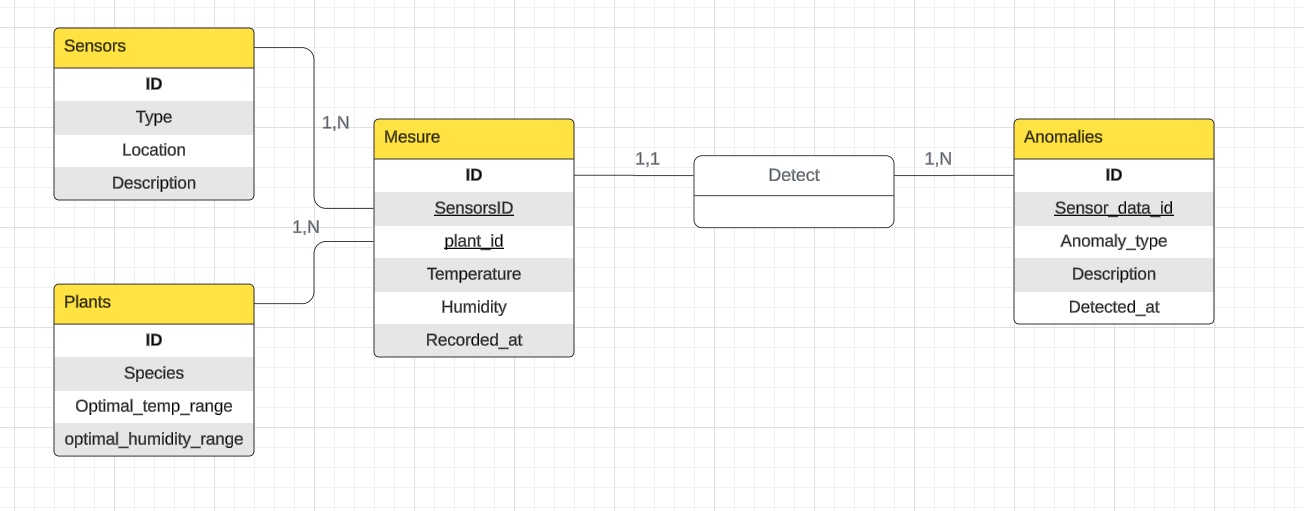 Sensors
ID
Type
Location
Description
1,N
Mesure
ID
SensorsID
plant_id
Temperature
Humidity
Recorded_at
1,N
Plants
ID
Species
Optimal_temp_range
optimal_humidity_range
1,1
Detect
1,N
Anomalies
ID
Sensor_data_id
Anomaly_type
Description
Detected_at